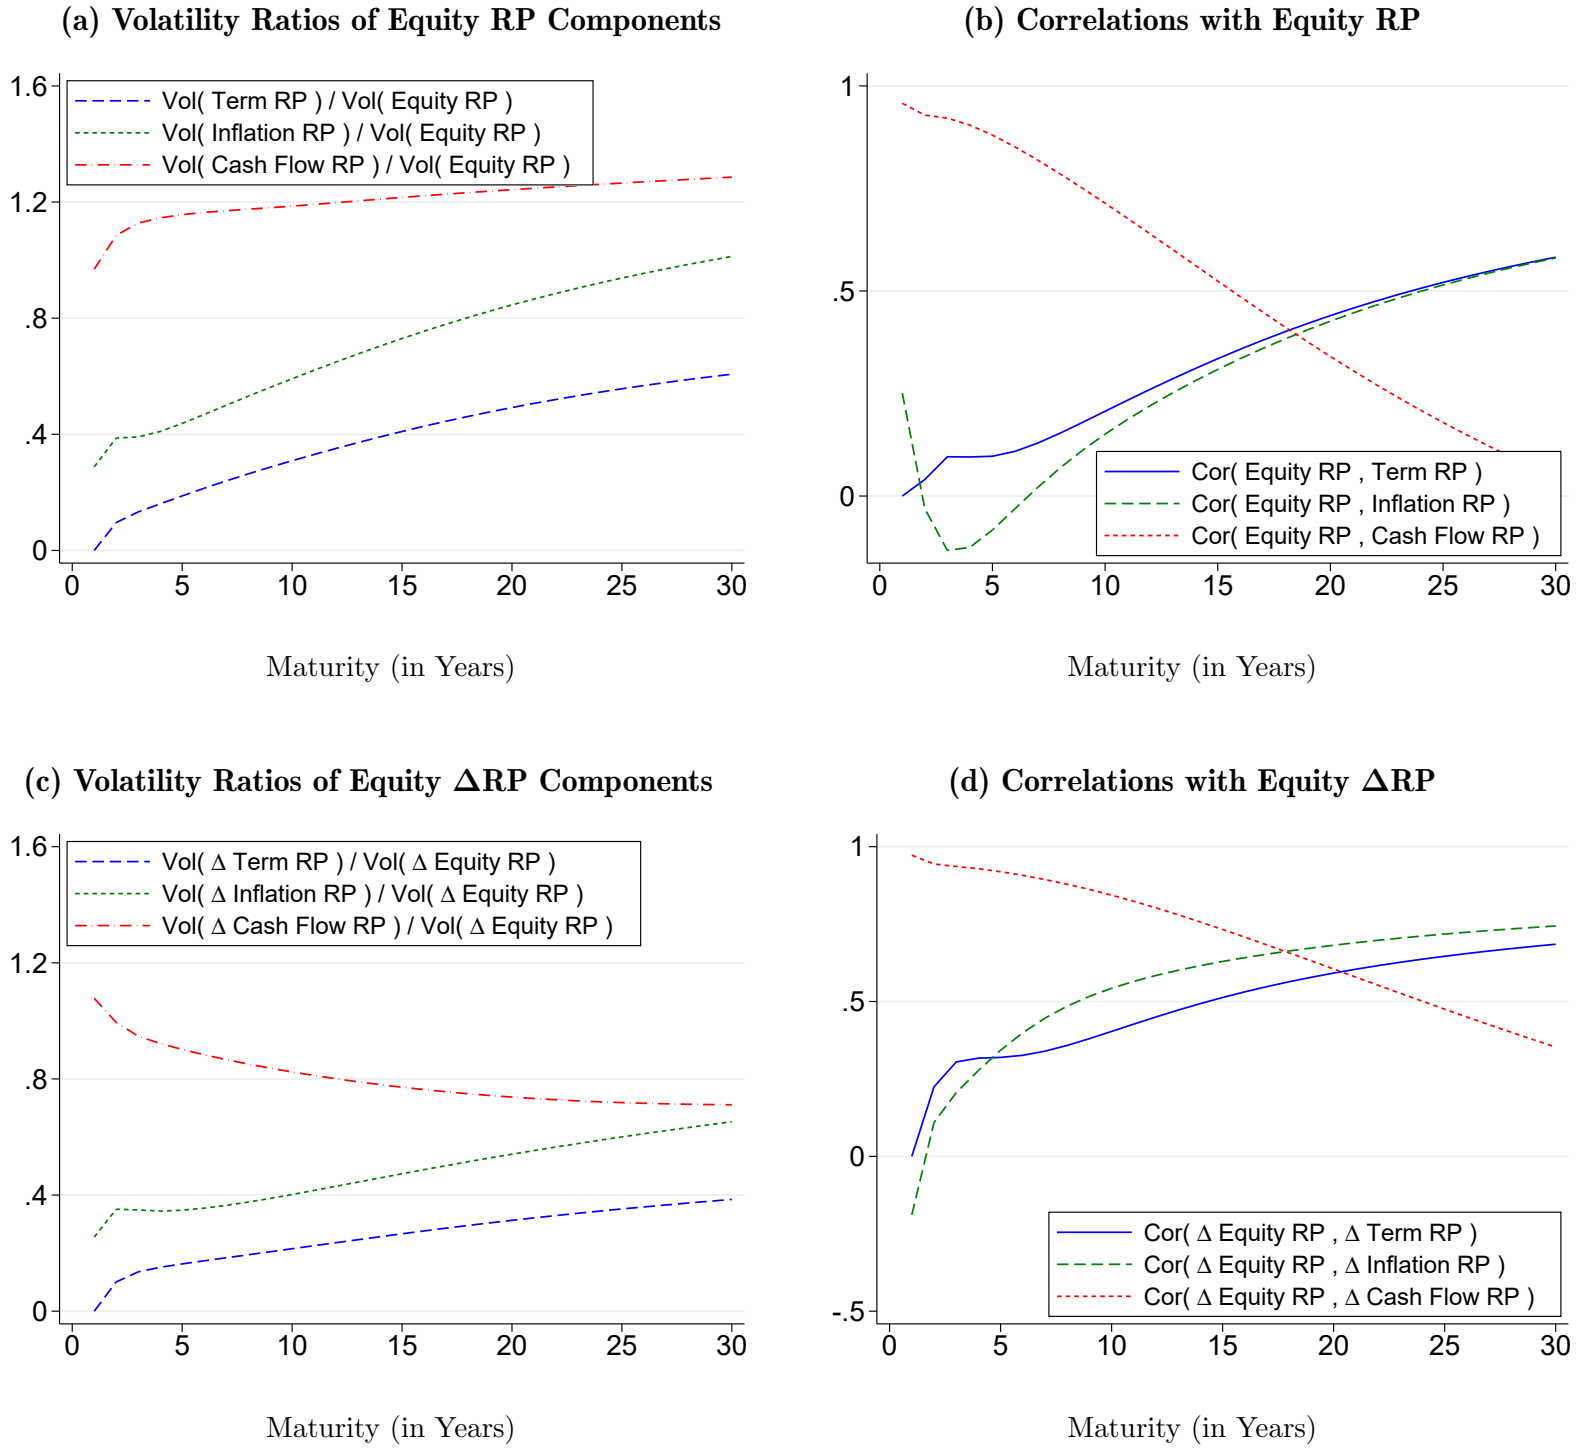 (a) Volatility Ratios of Equity RP Components
1.6
1.2
.8
.4
0
Vol( Term RP ) / Vol( Equity RP )
Vol( Inflation RP ) / Vol( Equity RP )
Vol( Cash Flow RP ) / Vol( Equity RP )
0 5 10 15 20 25 30
Maturity (in Years)
(b) Correlations with Equity RP
1
.5
0
Cor( Equity RP , Term RP )
Cor( Equity RP , Inflation RP )
Cor( Equity RP , Cash Flow RP )
0 5 10 15 20 25 30
Maturity (in Years)
(c) Volatility Ratios of Equity ΔRP Components
1.6
1.2
.8
.4
0
Vol( Δ Term RP ) / Vol( Δ Equity RP )
Vol( Δ Inflation RP ) / Vol( Δ Equity RP )
Vol( Δ Cash Flow RP ) / Vol( Δ Equity RP )
0 5 10 15 20 25 30
Maturity (in Years)
(d) Correlations with Equity ΔRP
1
.5
0
-.5
Cor( Δ Equity RP , Δ Term RP )
Cor( Δ Equity RP , Δ Inflation RP )
Cor( Δ Equity RP , Δ Cash Flow RP )
0 5 10 15 20 25 30
Maturity (in Years)